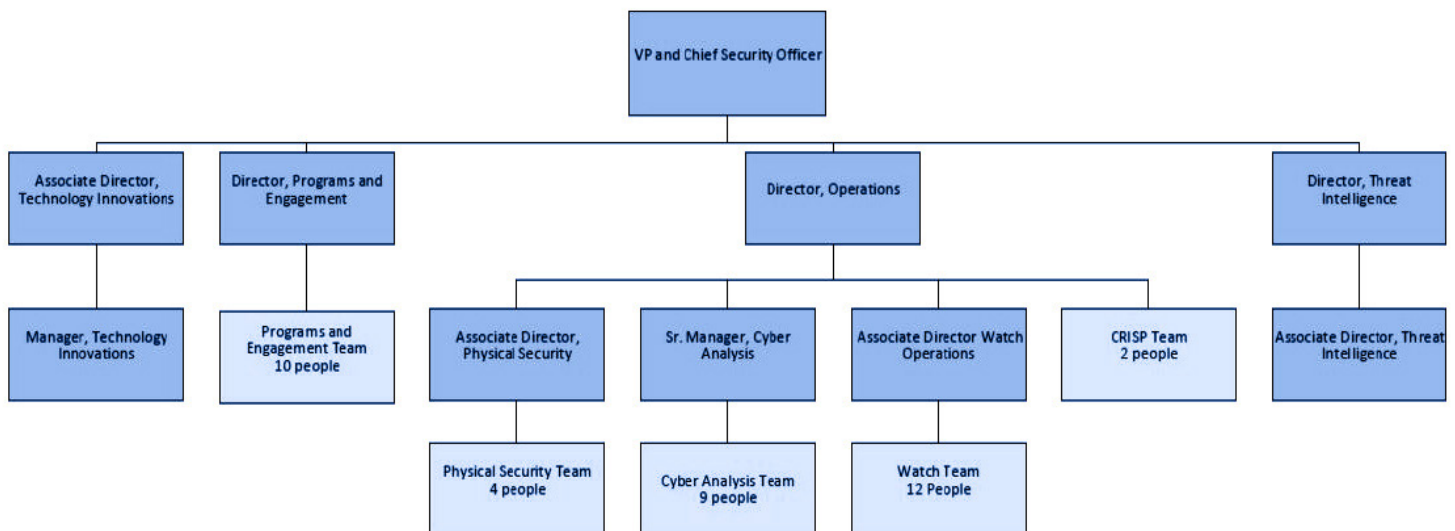 VP and Chief Security Officer
Associate Director,
Technology Innovations
Director, Programs and
Engagement
Director, Operations
Director, Threat
Intelligence
Manager, Technology
Innovations
Programs and
Engagement Team
10 people
Associate Director,
Physical Security
Sr. Manager, Cyber
Analysis
Associate Director Watch
Operations
CRISP Team
2 people
Associate Director, Threat
Intelligence
Physical Security Team
4 people
Cyber Analysis Team
9 people
Watch Team
12 People